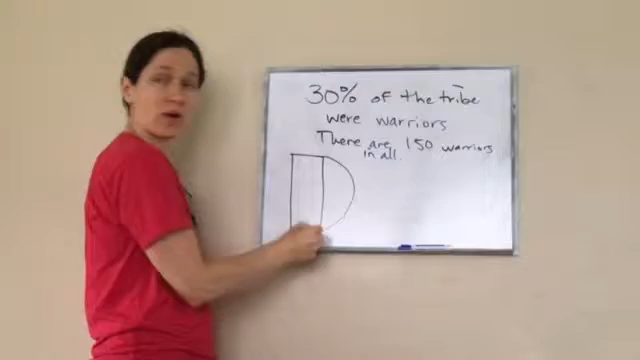 30% of the tribe
were warriors
There are 150 warriors
in all.